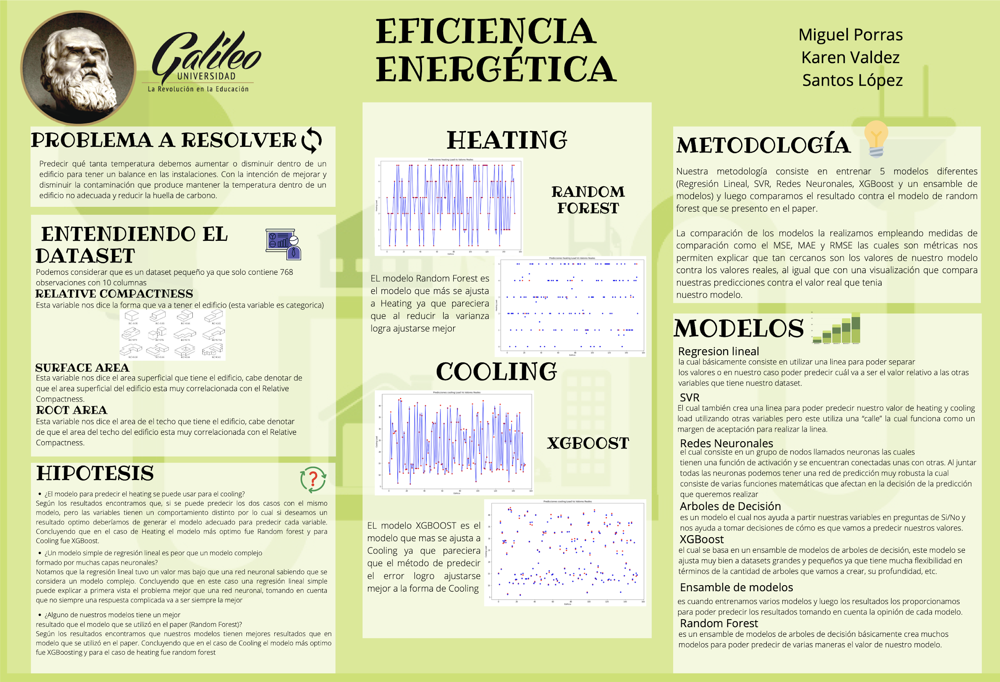 Galileo
UNIVERSIDAD
La Revolución en la Educación
EFICIENCIA
ENERGÉTICA
Miguel Porras
Karen Valdez
Santos López
PROBLEMA A RESOLVER
Predecir qué tanta temperatura debemos aumentar o disminuir dentro de un
edificio para tener un balance en las instalaciones. Con la intención de mejorar y
disminuir la contaminación que produce mantener la temperatura dentro de un
edificio no adecuada y reducir la huella de carbono.
ENTENDIENDO EL
DATASET
Podemos considerar que es un dataset pequeño ya que solo contiene 768
observaciones con 10 columnas
RELATIVE COMPACTNESS
Esta variable nos dice la forma que va a tener el edificio (esta variable es categorica)
SURFACE AREA
Esta variable nos dice el area superficial que tiene el edificio, cabe denotar de
que el area superficial del edificio esta muy correlacionada con el Relative
Compactness.
ROOT AREA
Esta variable nos dice el area de el techo que tiene el edificio, cabe denotar
de que el area del techo del edificio esta muy correlacionada con el Relative
Compactness.
HIPOTESIS
• ¿El modelo para predecir el heating se puede usar para el cooling?
Según los resultados encontramos que, si se puede predecir los dos casos con el mismo
modelo, pero las variables tienen un comportamiento distinto por lo cual si deseamos un
resultado optimo deberíamos de generar el modelo adecuado para predecir cada variable.
Concluyendo que en el caso de Heating el modelo más optimo fue Random forest y para
Cooling fue XGBoost.
• ¿Un modelo simple de regresión lineal es peor que un modelo complejo
formado por muchas capas neuronales?
Notamos que la regresión lineal tuvo un valor mas bajo que una red neuronal sabiendo que se
considera un modelo complejo. Concluyendo que en este caso una regresión lineal simple
puede explicar a primera vista el problema mejor que una red neuronal, tomando en cuenta
que no siempre una respuesta complicada va a ser siempre la mejor
• ¿Alguno de nuestros modelos tiene un mejor
resultado que el modelo que se utilizó en el paper (Random Forest)?
Según los resultados encontramos que nuestros modelos tienen mejores resultados que en
modelo que se utilizó en el paper. Concluyendo que en el caso de Cooling el modelo más optimo
fue XGBoosting y para el caso de heating fue random forest
HEATING
Predicciones heating Load Vs Valores Reales
Heating Load
Edificio
RANDOM
FOREST
EL modelo Random Forest es
el modelo que más se ajusta
a Heating ya que pareciera
que al reducir la varianza
logra ajustarse mejor
Predicciones heating Load Vs Valores Reales
Heating Load
Edificio
COOLING
Predicciones cooling Load Vs Valores Reales
Cooling Load
Edificio
XGBOOST
EL modelo XGBOOST es el
modelo que mas se ajusta a
Cooling ya que pareciera
que el método de predecir
el error logro ajustarse
mejor a la forma de Cooling
Predicciones cooling Load Vs Valores Reales
Cooling Load
Edificio
METODOLOGÍA
Nuestra metodología consiste en entrenar 5 modelos diferentes
(Regresión Lineal, SVR, Redes Neuronales, XGBoost y un ensamble de
modelos) y luego comparamos el resultado contra el modelo de random
forest que se presento en el paper.
La comparación de los modelos la realizamos empleando medidas de
comparación como el MSE, MAE y RMSE las cuales son métricas nos
permiten explicar que tan cercanos son los valores de nuestro modelo
contra los valores reales, al igual que con una visualización que compara
nuestras predicciones contra el valor real que tenia
nuestro modelo.
MODELOS
Regresion lineal
la cual básicamente consiste en utilizar una linea para poder separar
los valores o en nuestro caso poder predecir cuál va a ser el valor relativo a las otras
variables que tiene nuestro dataset.
SVR
El cual también crea una linea para poder predecir nuestro valor de heating y cooling
load utilizando otras variables pero este utiliza una “calle” la cual funciona como un
margen de aceptación para realizar la linea.
Redes Neuronales
el cual consiste en un grupo de nodos llamados neuronas las cuales
tienen una función de activación y se encuentran conectadas unas con otras. Al juntar
todas las neuronas podemos tener una red de predicción muy robusta la cual
consiste de varias funciones matemáticas que afectan en la decisión de la predicción
que queremos realizar
Arboles de Decisión
es un modelo el cual nos ayuda a partir nuestras variables en preguntas de Si/No y
nos ayuda a tomar decisiones de cómo es que vamos a predecir nuestros valores.
XGBoost
el cual se basa en un ensamble de modelos de arboles de decisión, este modelo se
ajusta muy bien a datasets grandes y pequeños ya que tiene mucha flexibilidad en
términos de la cantidad de arboles que vamos a crear, su profundidad, etc.
Ensamble de modelos
es cuando entrenamos varios modelos y luego los resultados los proporcionamos
para poder predecir los resultados tomando en cuenta la opinión de cada modelo.
Random Forest
es un ensamble de modelos de arboles de decisión básicamente crea muchos
modelos para poder predecir de varias maneras el valor de nuestro modelo.